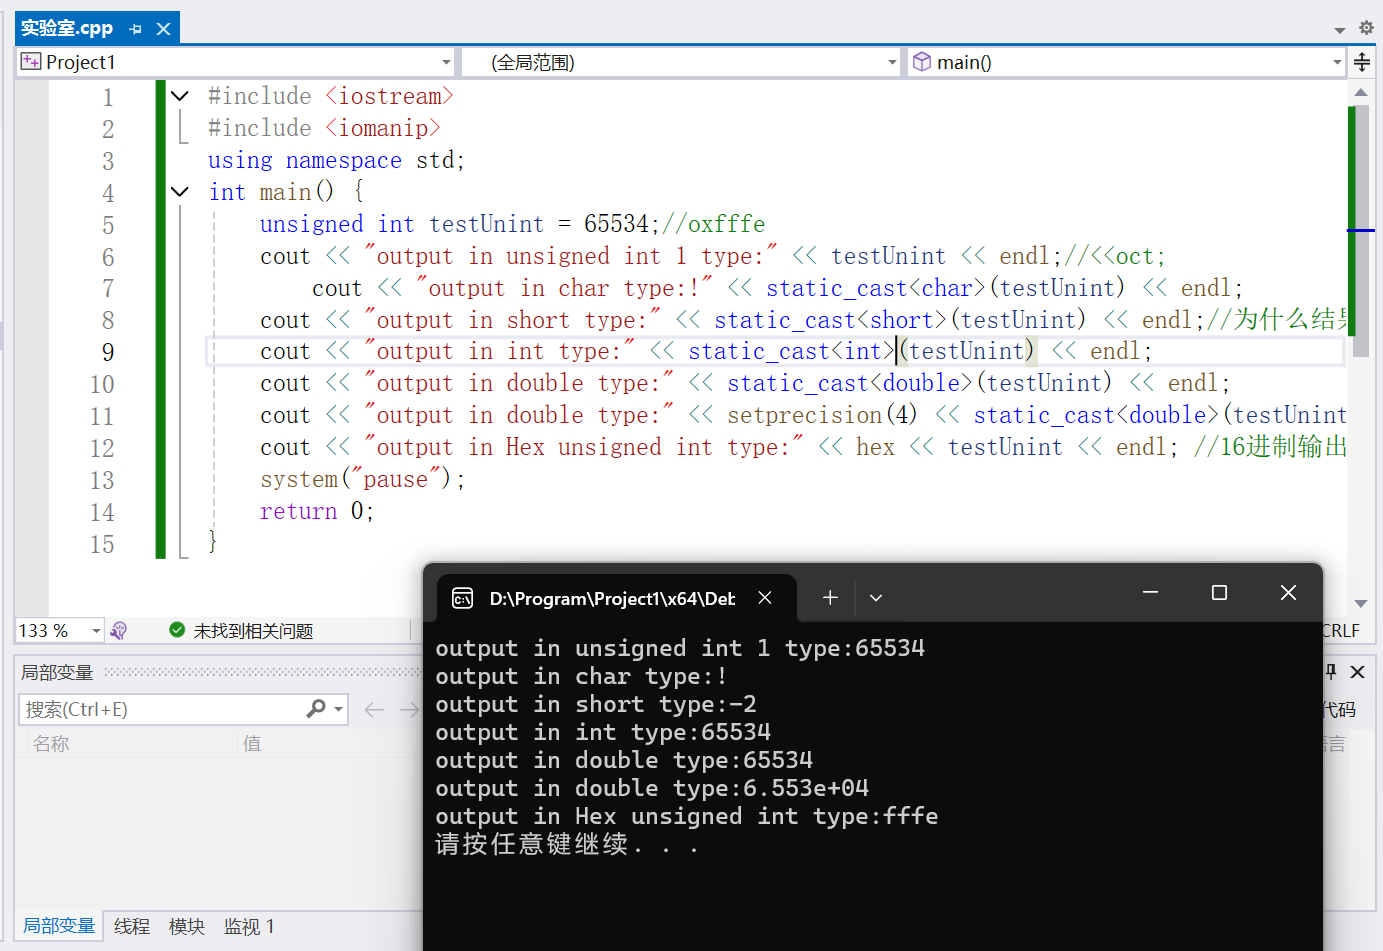 实验室.cpp
Project1 (全局范围) main()
1 #include <iostream>
2 #include <iomanip>
3 using namespace std;
4 int main() {
5 unsigned int testUnint = 65534;//oxfffe
6 cout << "output in unsigned int 1 type:" << testUnint << endl;//<<oct;
7 cout << "output in char type:!" << static_cast<char>(testUnint) << endl;
8 cout << "output in short type:" << static_cast<short>(testUnint) << endl;//为什么结果
9 cout << "output in int type:" << static_cast<int>(testUnint) << endl;
10 cout << "output in double type:" << static_cast<double>(testUnint) << endl;
11 cout << "output in double type:" << setprecision(4) << static_cast<double>(testUnint
12 cout << "output in Hex unsigned int type:" << hex << testUnint << endl; //16进制输出
13 system("pause");
14 return 0;
15 }
133 % 未找到相关问题 CRLF
局部变量
搜索(Ctrl+E) 代码
名称 值 语言
D:\Program\Project1\x64\Deb
output in unsigned int 1 type:65534
output in char type:!
output in short type:-2
output in int type:65534
output in double type:65534
output in double type:6.553e+04
output in Hex unsigned int type:fffe
请按任意键继续. . .
局部变量 线程 模块 监视 1